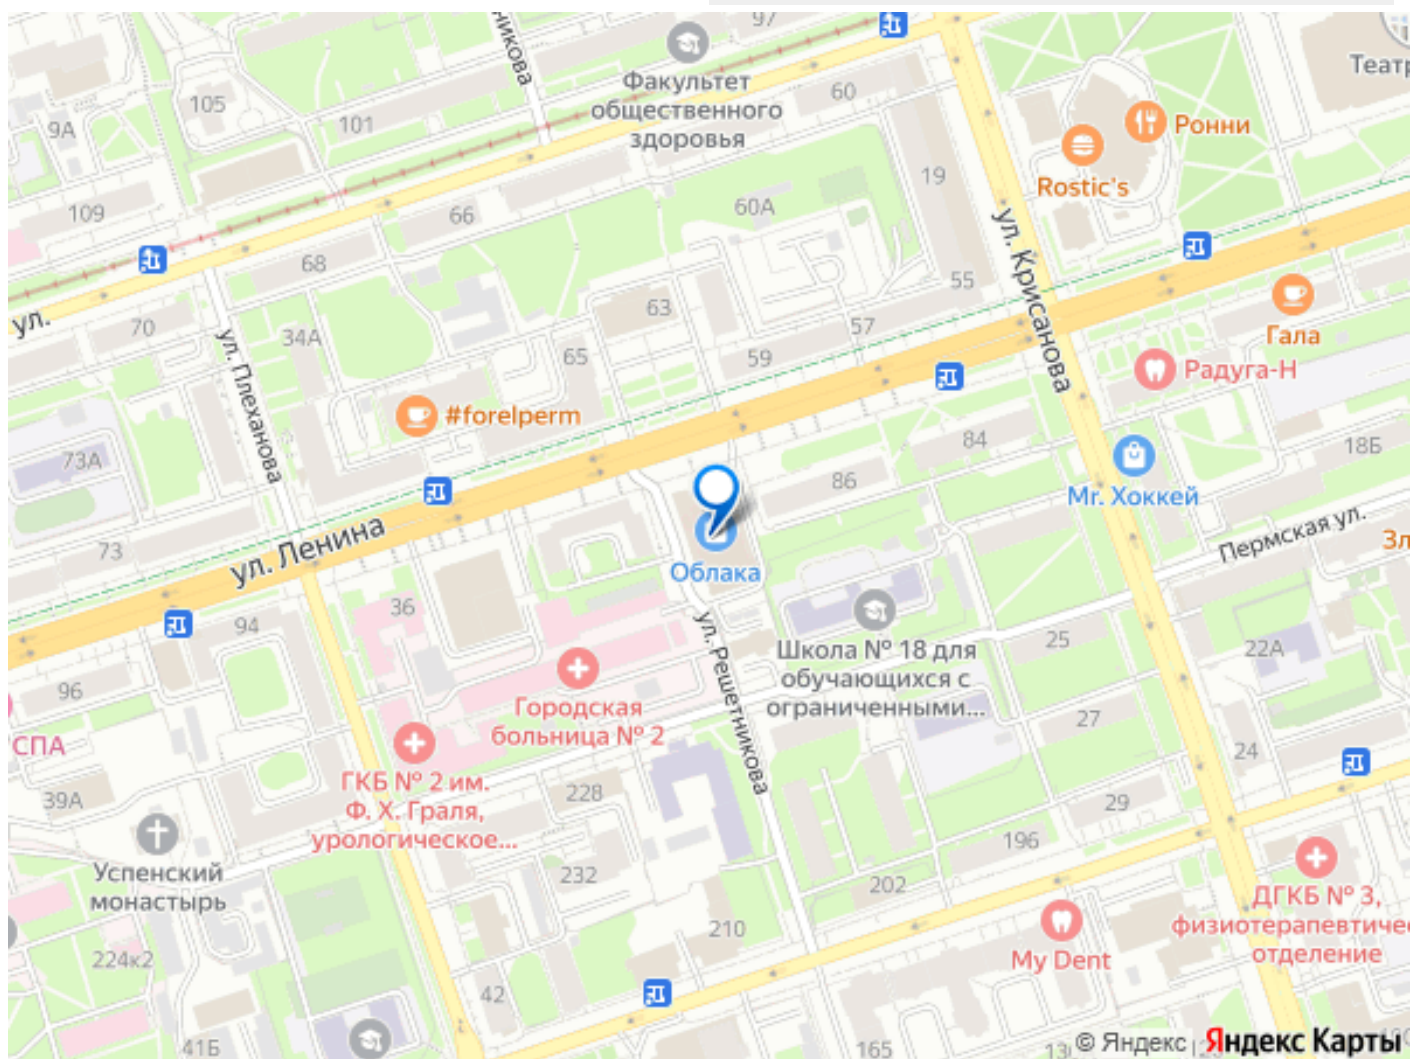 97
никова
Театр
Факультет
общественного
здоровья
60
105
101
9А
Ронни
Rostic's
19
109
66
60А
68
ул. Крисанова
55
63
57
Гала
ул.
70
34А
65
59
Радуга-Н
ул. Плеханова
#forelperm
84
18Б
73А
86
Mr. Хоккей
Пермская ул.
Зл
73
ул. Ленина
Облака
36
94
25
22А
ул. Решетникова
Школа № 18 для
обучающихся с
ограниченными...
96
Городская
больница № 2
27
24
СПА
39А
ГКБ № 2 им.
Ф. Х. Граля,
урологическое...
228
29
196
Успенский
монастырь
232
202
ДГКБ № 3,
физиотерапевтичес
отделение
210
My Dent
224к2
42
41Б
165
© Яндекс Яндекс Карты